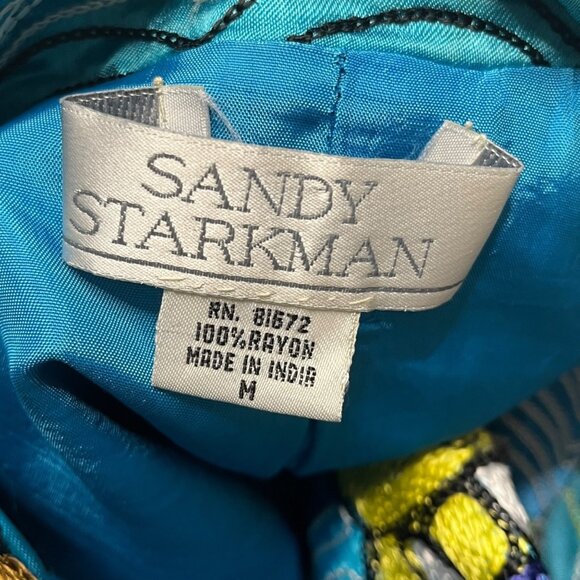 SANDY
STARKMAN
RN. 81672
100% RAYON
MADE IN INDIA
M